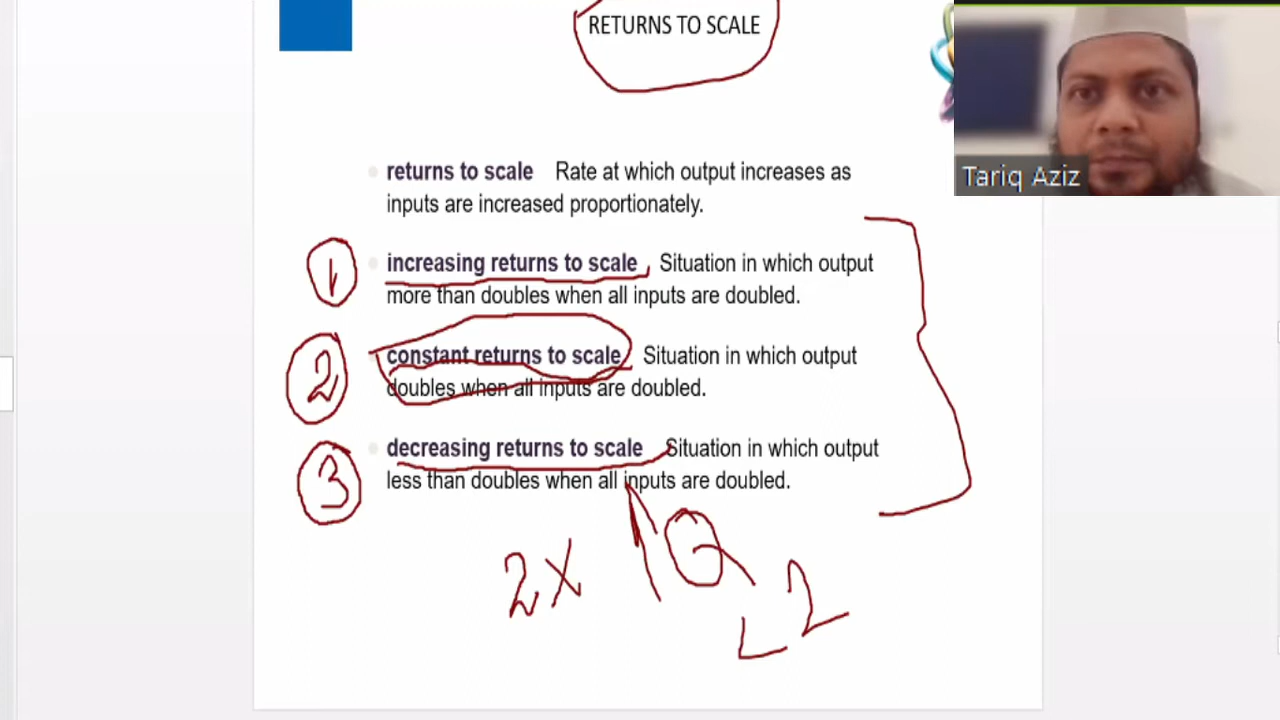 RETURNS TO SCALE
returns to scale Rate at which output increases as
inputs are increased proportionately.
Tariq Aziz
1 increasing returns to scale Situation in which output
more than doubles when all inputs are doubled.
2 constant returns to scale Situation in which output
doubles when all inputs are doubled.
3 decreasing returns to scale Situation in which output
less than doubles when all inputs are doubled.
2x ↑ Q
< 2